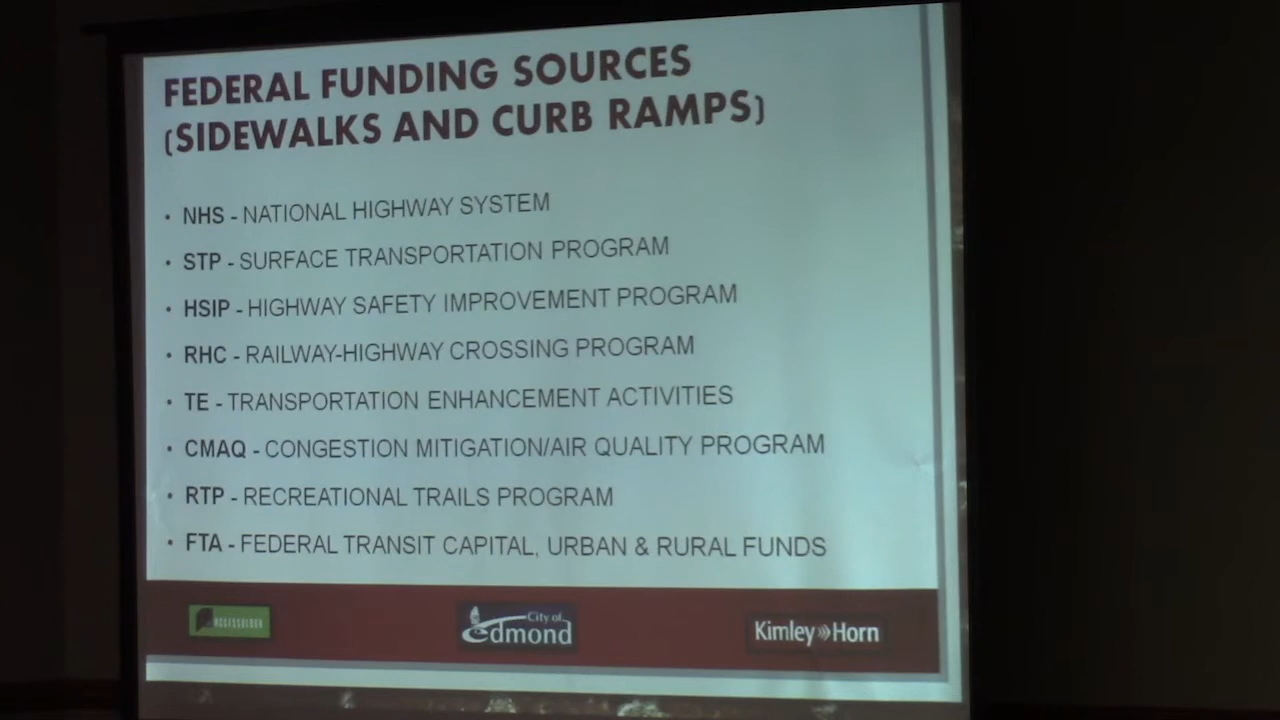 FEDERAL FUNDING SOURCES
(SIDEWALKS AND CURB RAMPS)
• NHS - NATIONAL HIGHWAY SYSTEM
• STP - SURFACE TRANSPORTATION PROGRAM
• HSIP - HIGHWAY SAFETY IMPROVEMENT PROGRAM
• RHC - RAILWAY-HIGHWAY CROSSING PROGRAM
• TE - TRANSPORTATION ENHANCEMENT ACTIVITIES
• CMAQ - CONGESTION MITIGATION/AIR QUALITY PROGRAM
• RTP - RECREATIONAL TRAILS PROGRAM
• FTA - FEDERAL TRANSIT CAPITAL, URBAN & RURAL FUNDS
City of
Edmond
Kimley»Horn